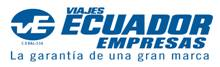 VIAJES
ECUADOR
EMPRESAS
La garantía de una gran marca